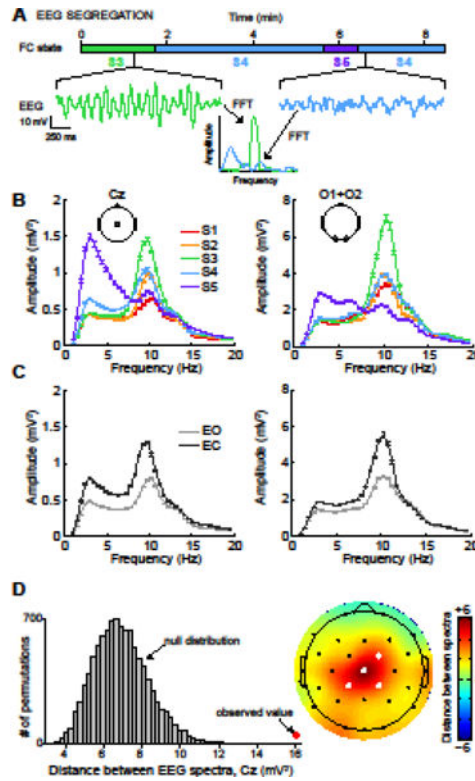 A EEG SEGREGATION Time (min)
0 2 4 6 8
FC state
S3 S4 S5 S4
EEG
10 mV
250 ms
FFT
FFT
Amplitude
Frequency
B
Cz
O1+O2
Amplitude (mV²)
2
1.5
1
0.5
0
S1
S2
S3
S4
S5
0 5 10 15 20
Frequency (Hz)
Amplitude (mV²)
8
6
4
2
0
0 5 10 15 20
Frequency (Hz)
C
Amplitude (mV²)
2
1.5
1
0.5
0
EO
EC
0 5 10 15 20
Frequency (Hz)
Amplitude (mV²)
8
6
4
2
0 5 10 15 20
Frequency (Hz)
D
700
# of permutations
0
null distribution
observed value
4 6 8 10 12 14 16
Distance between EEG spectra, Cz (mV²)
+6
Distance between spectra
−6